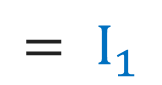 = I₁